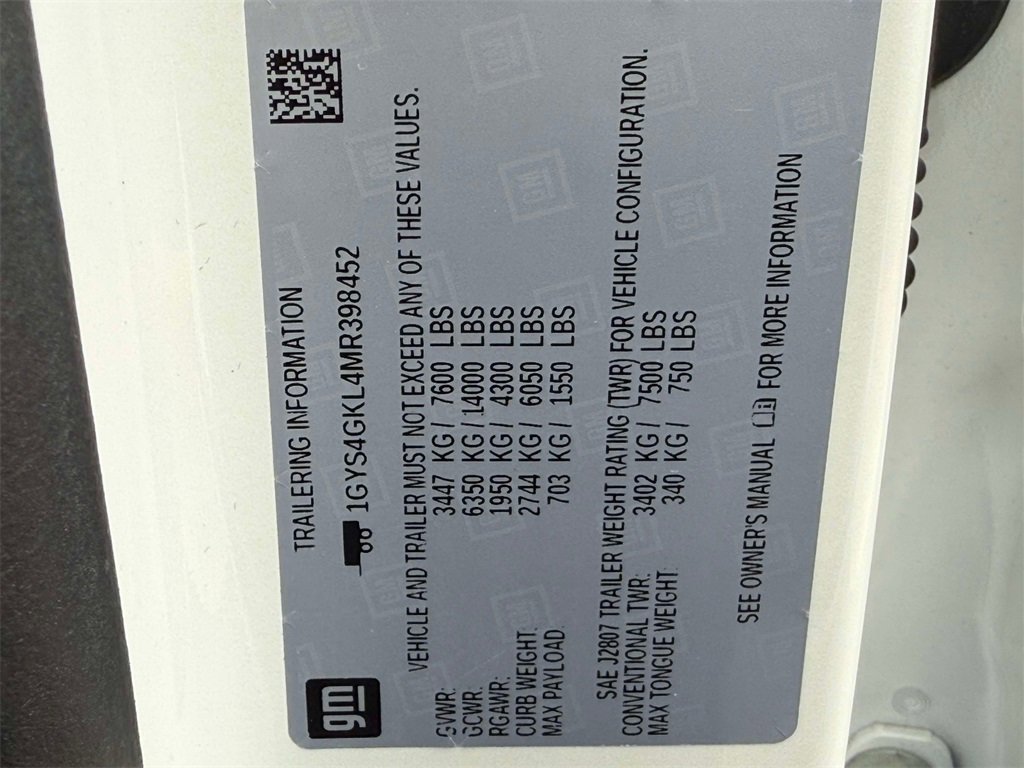 gm
TRAILERING INFORMATION
1GYS4GKL4MR398452
VEHICLE AND TRAILER MUST NOT EXCEED ANY OF THESE VALUES.
GVWR: 3447 KG / 7600 LBS
GCWR: 6350 KG / 14000 LBS
RGAWR: 1950 KG / 4300 LBS
CURB WEIGHT: 2744 KG / 6050 LBS
MAX PAYLOAD: 703 KG / 1550 LBS
SAE J2807 TRAILER WEIGHT RATING (TWR) FOR VEHICLE CONFIGURATION.
CONVENTIONAL TWR: 3402 KG / 7500 LBS
MAX TONGUE WEIGHT: 340 KG / 750 LBS
SEE OWNER'S MANUAL FOR MORE INFORMATION